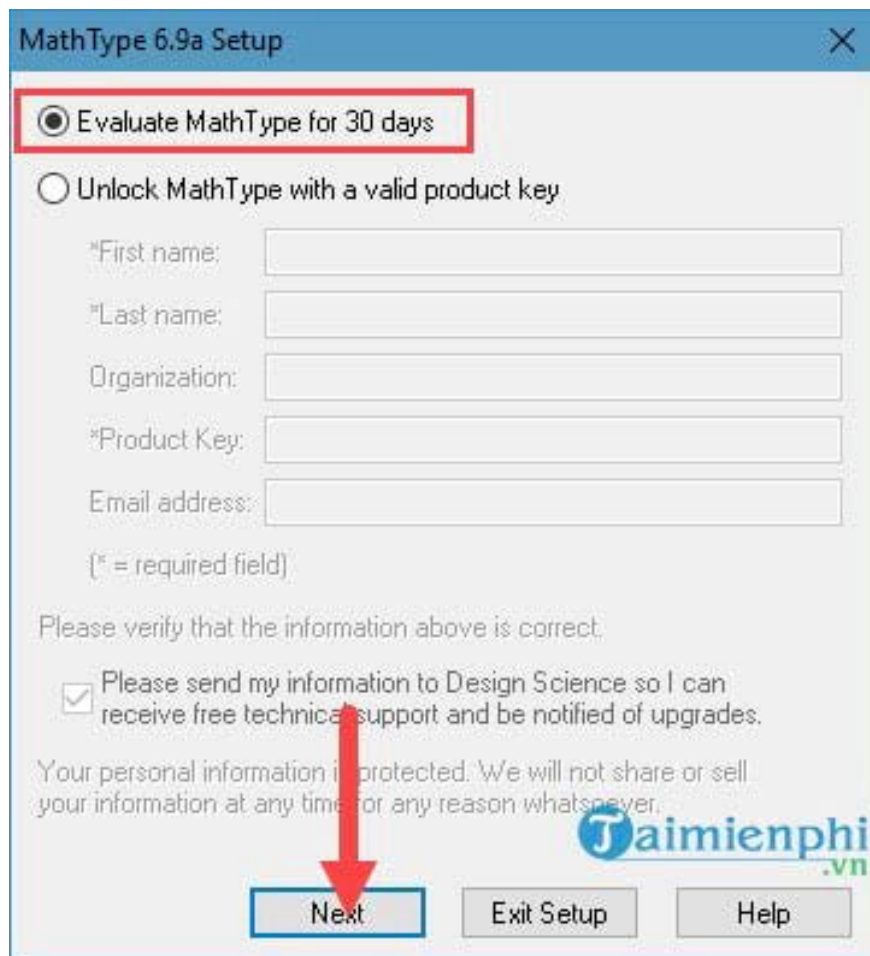 MathType 6.9a Setup
Evaluate MathType for 30 days
Unlock MathType with a valid product key
*First name:
*Last name:
Organization:
*Product Key:
Email address:
(* = required field)
Please verify that the information above is correct.
Please send my information to Design Science so I can
receive free technical support and be notified of upgrades.
Your personal information is protected. We will not share or sell
your information at any time for any reason whatsoever.
Taimienphi
.vn
Next
Exit Setup
Help